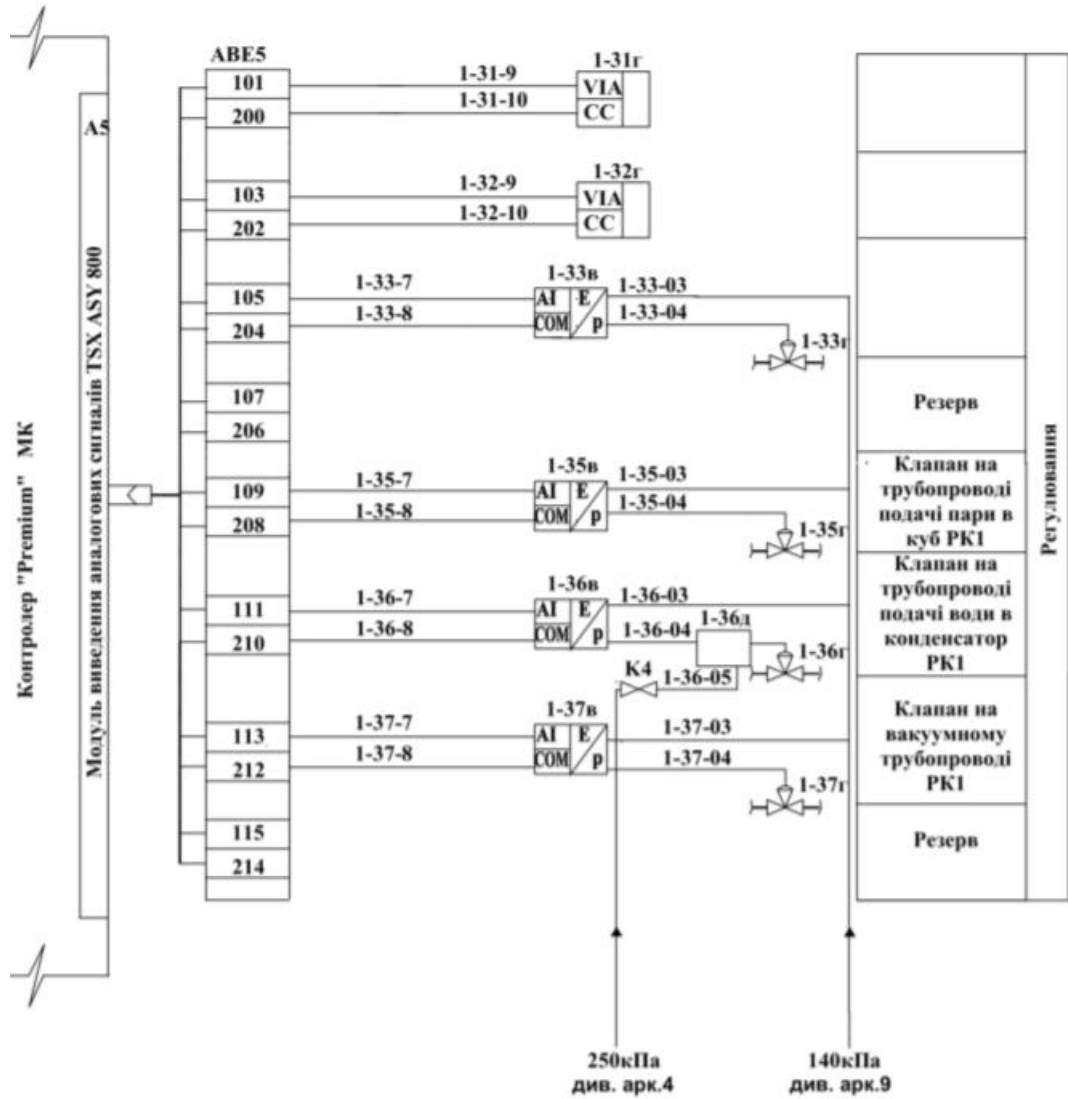 Контролер "Premium" МК
А5
Модуль виведення аналогових сигналів TSX ASY 800
ABE5
101
200
103
202
105
204
107
206
109
208
111
210
113
212
115
214
1-31-9
1-31-10
1-31г
VIA
CC
1-32-9
1-32-10
1-32г
VIA
CC
1-33-7
1-33-8
1-33в
AI E
COM p
1-33-03
1-33-04
1-33г
1-35-7
1-35-8
1-35в
AI E
COM p
1-35-03
1-35-04
1-35г
1-36-7
1-36-8
1-36в
AI E
COM p
1-36-03
1-36-04
1-36д
1-36г
К4
1-36-05
1-37-7
1-37-8
1-37в
AI E
COM p
1-37-03
1-37-04
1-37г
Резерв
Клапан на
трубопроводі
подачі пари в
куб РК1
Клапан на
трубопроводі
подачі води в
конденсатор
РК1
Клапан на
вакуумному
трубопроводі
РК1
Резерв
Регулювання
250кПа
див. арк.4
140кПа
див. арк.9